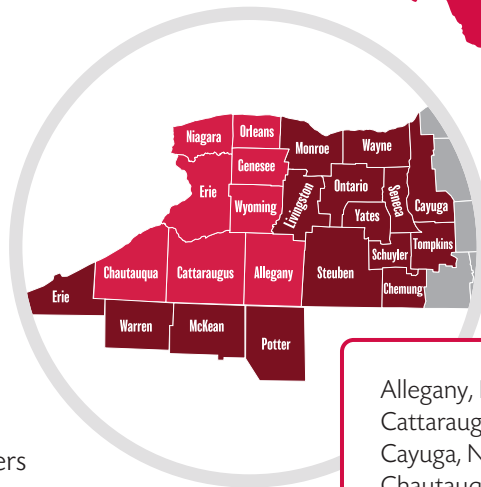 Niagara
Orleans
Monroe
Wayne
Genesee
Erie
Wyoming
Livingston
Ontario
Seneca
Cayuga
Yates
Chautauqua
Cattaraugus
Allegany
Steuben
Schuyler
Tompkins
Chemung
Erie
Warren
McKean
Potter
Allegany,
Cattaraug
Cayuga, N
Chautauq
ers